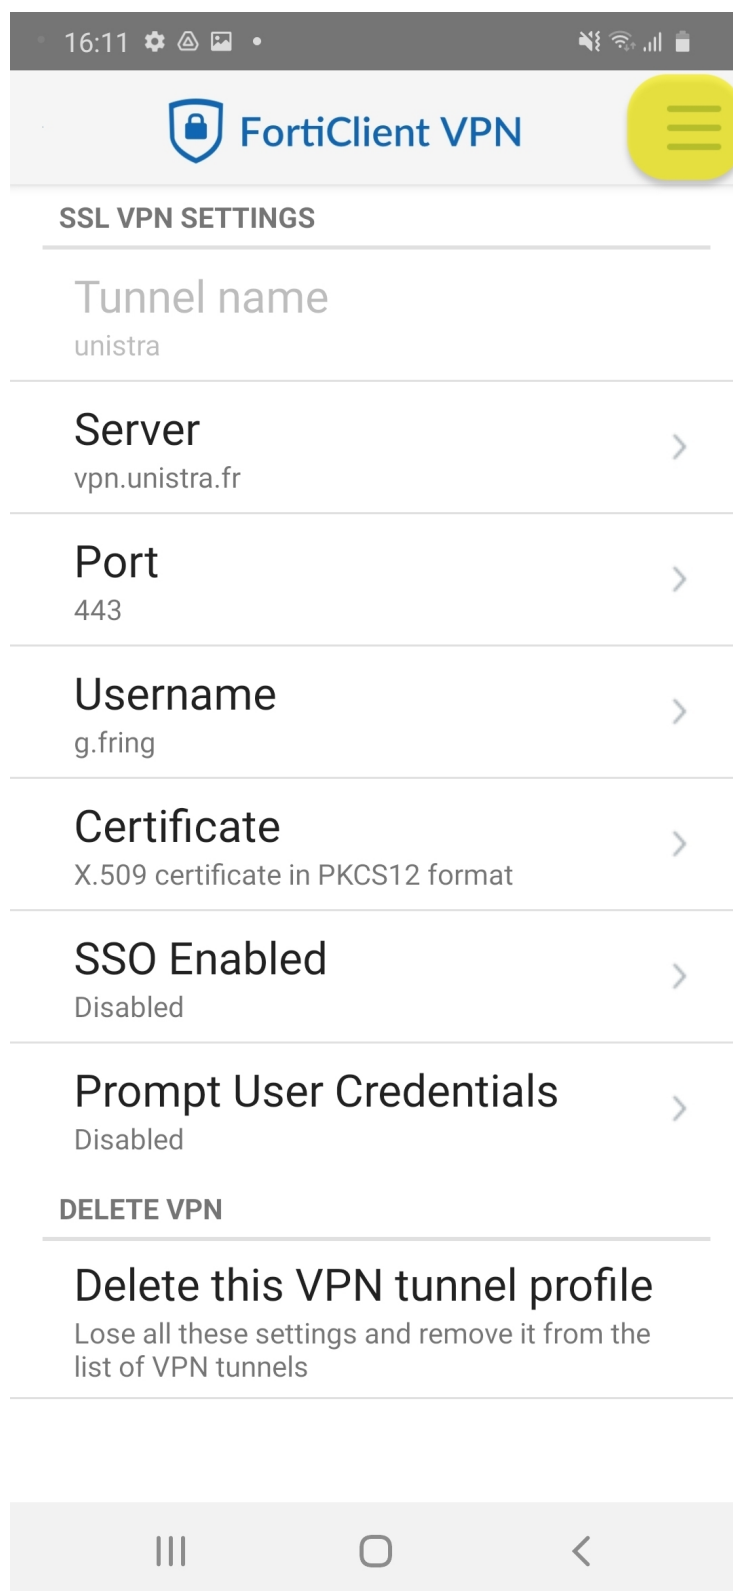 16:11
FortiClient VPN
SSL VPN SETTINGS
Tunnel name
unistra
Server
vpn.unistra.fr
Port
443
Username
g.fring
Certificate
X.509 certificate in PKCS12 format
SSO Enabled
Disabled
Prompt User Credentials
Disabled
DELETE VPN
Delete this VPN tunnel profile
Lose all these settings and remove it from the
list of VPN tunnels